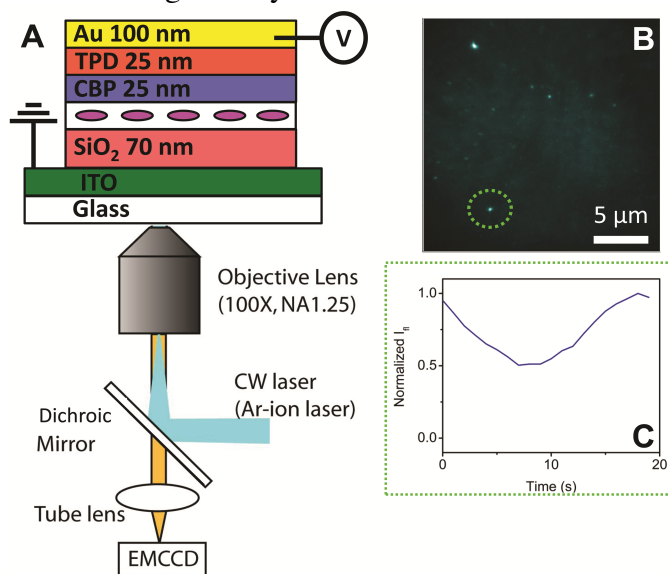 A
Au 100 nm
V
TPD 25 nm
CBP 25 nm
SiO₂ 70 nm
ITO
Glass
Objective Lens
(100X, NA1.25)
CW laser
(Ar-ion laser)
Dichroic
Mirror
Tube lens
EMCCD
B
5 μm
Normalized Ifl
1.0
0.5
0.0
C
0
10
20
Time (s)